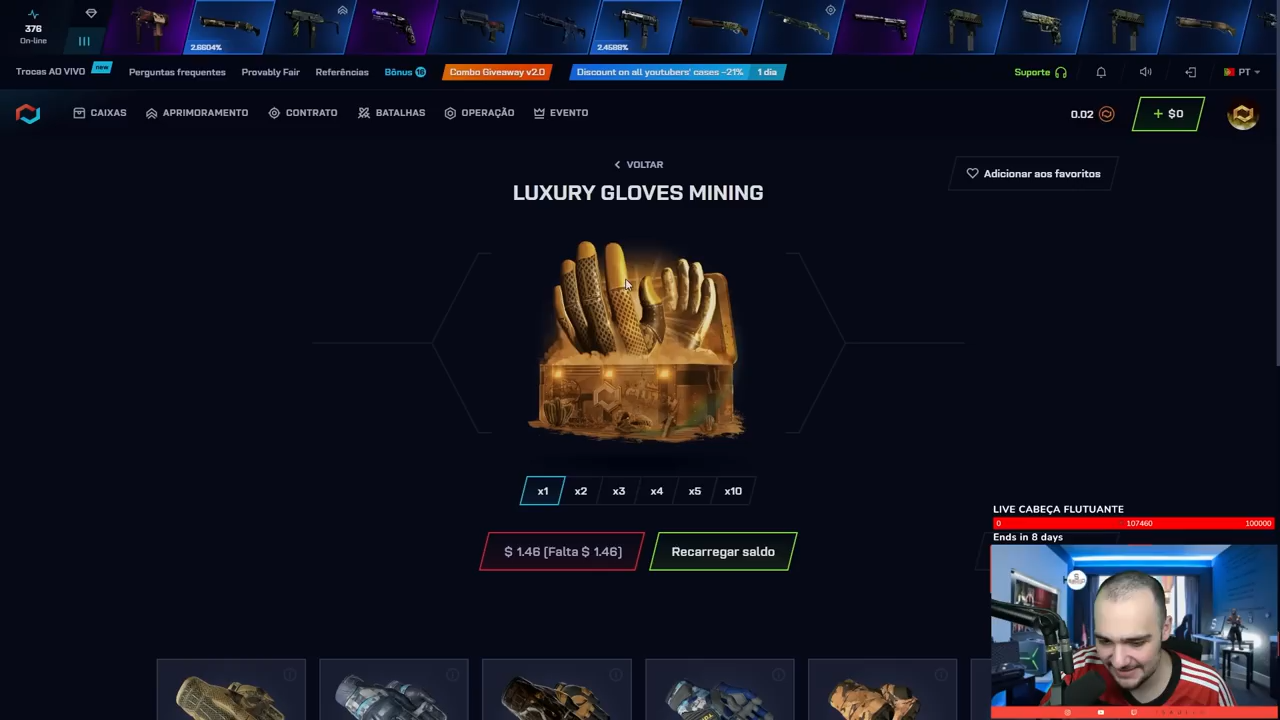 376
On-line
2.6604%
2.4586%
Trocas AO VIVO
new
Perguntas frequentes
Provably Fair
Referências
Bônus
Combo Giveaway v2.0
Discount on all youtubers' cases −21%
1 dia
Suporte
PT
CAIXAS
APRIMORAMENTO
CONTRATO
BATALHAS
OPERAÇÃO
EVENTO
0.02
+ $0
VOLTAR
Adicionar aos favoritos
LUXURY GLOVES MINING
x1
x2
x3
x4
x5
x10
$ 1.46 [Falta $ 1.46]
Recarregar saldo
LIVE CABEÇA FLUTUANTE
0
107460
100000
Ends in 8 days